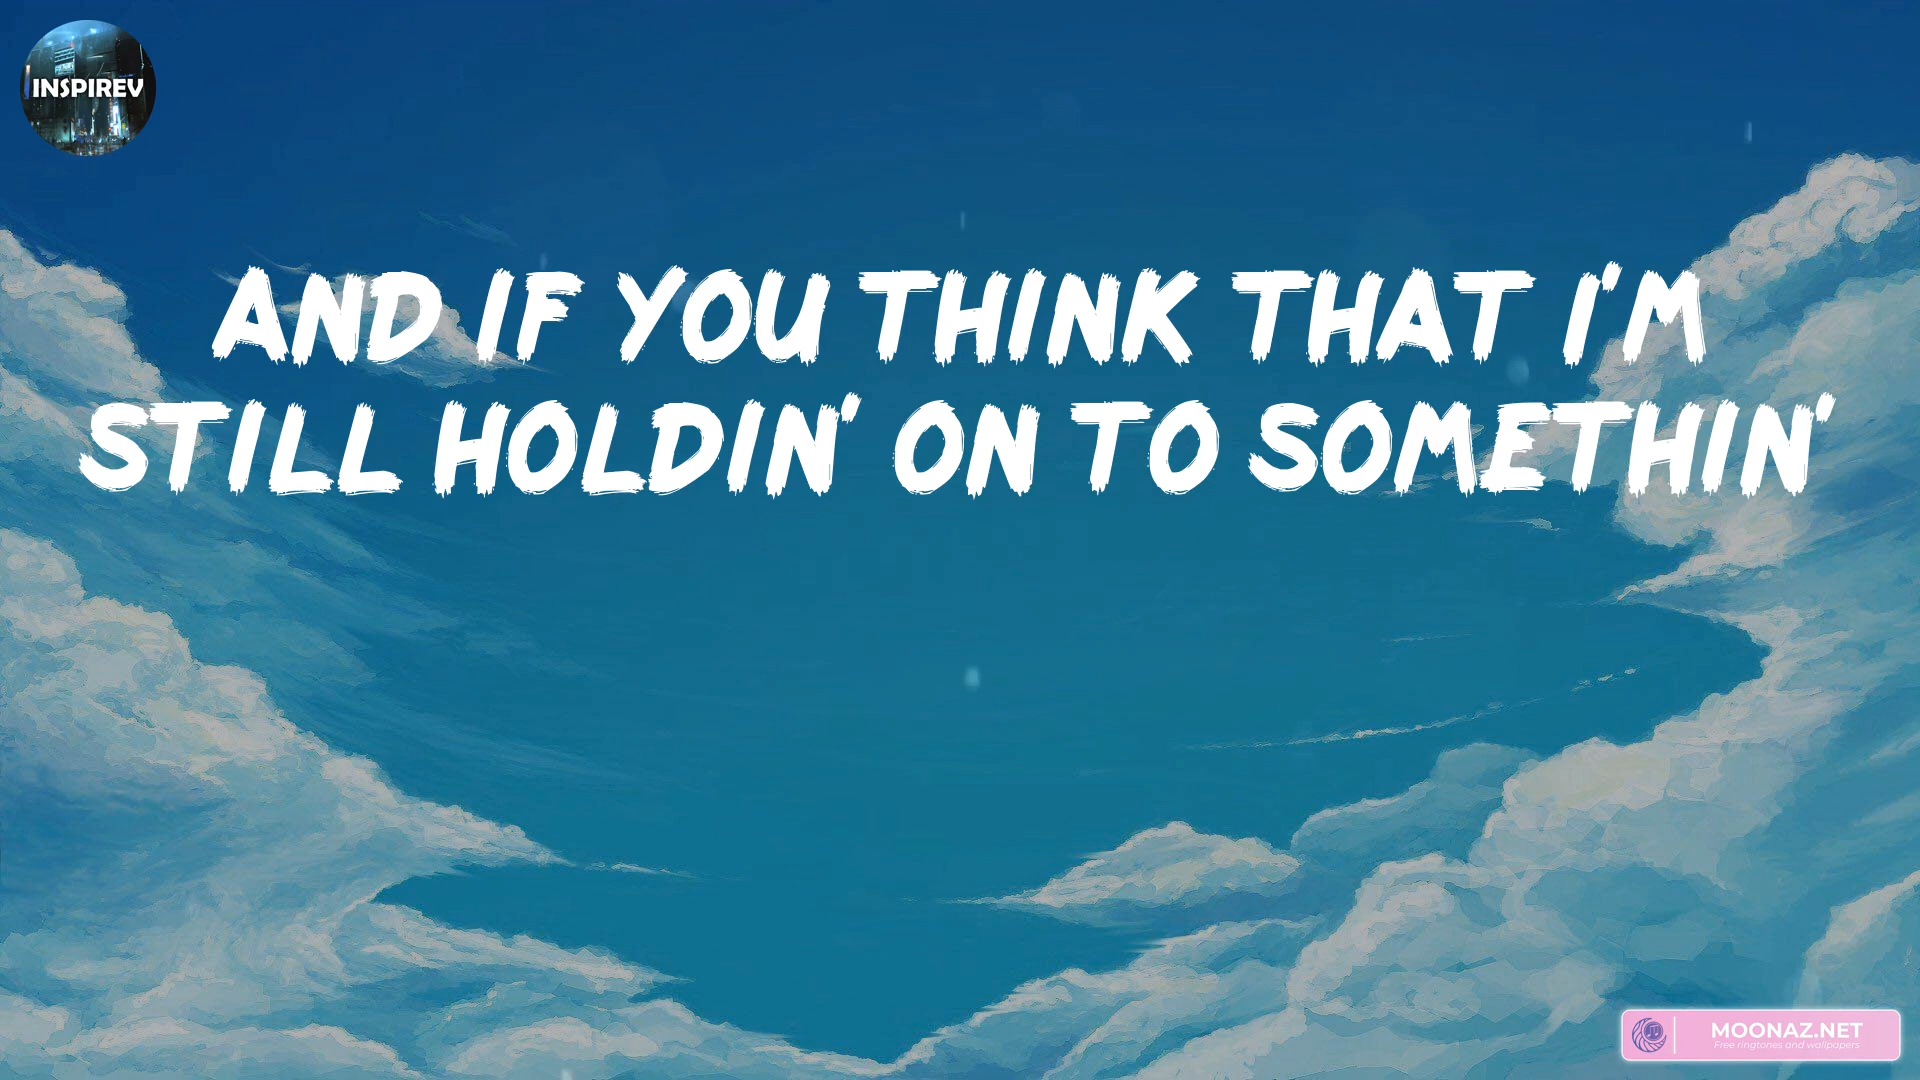 INSPIREV
AND IF YOU THINK THAT I'M
STILL HOLDIN' ON TO SOMETHIN'
MOONAZ.NET
Free ringtones and wallpapers